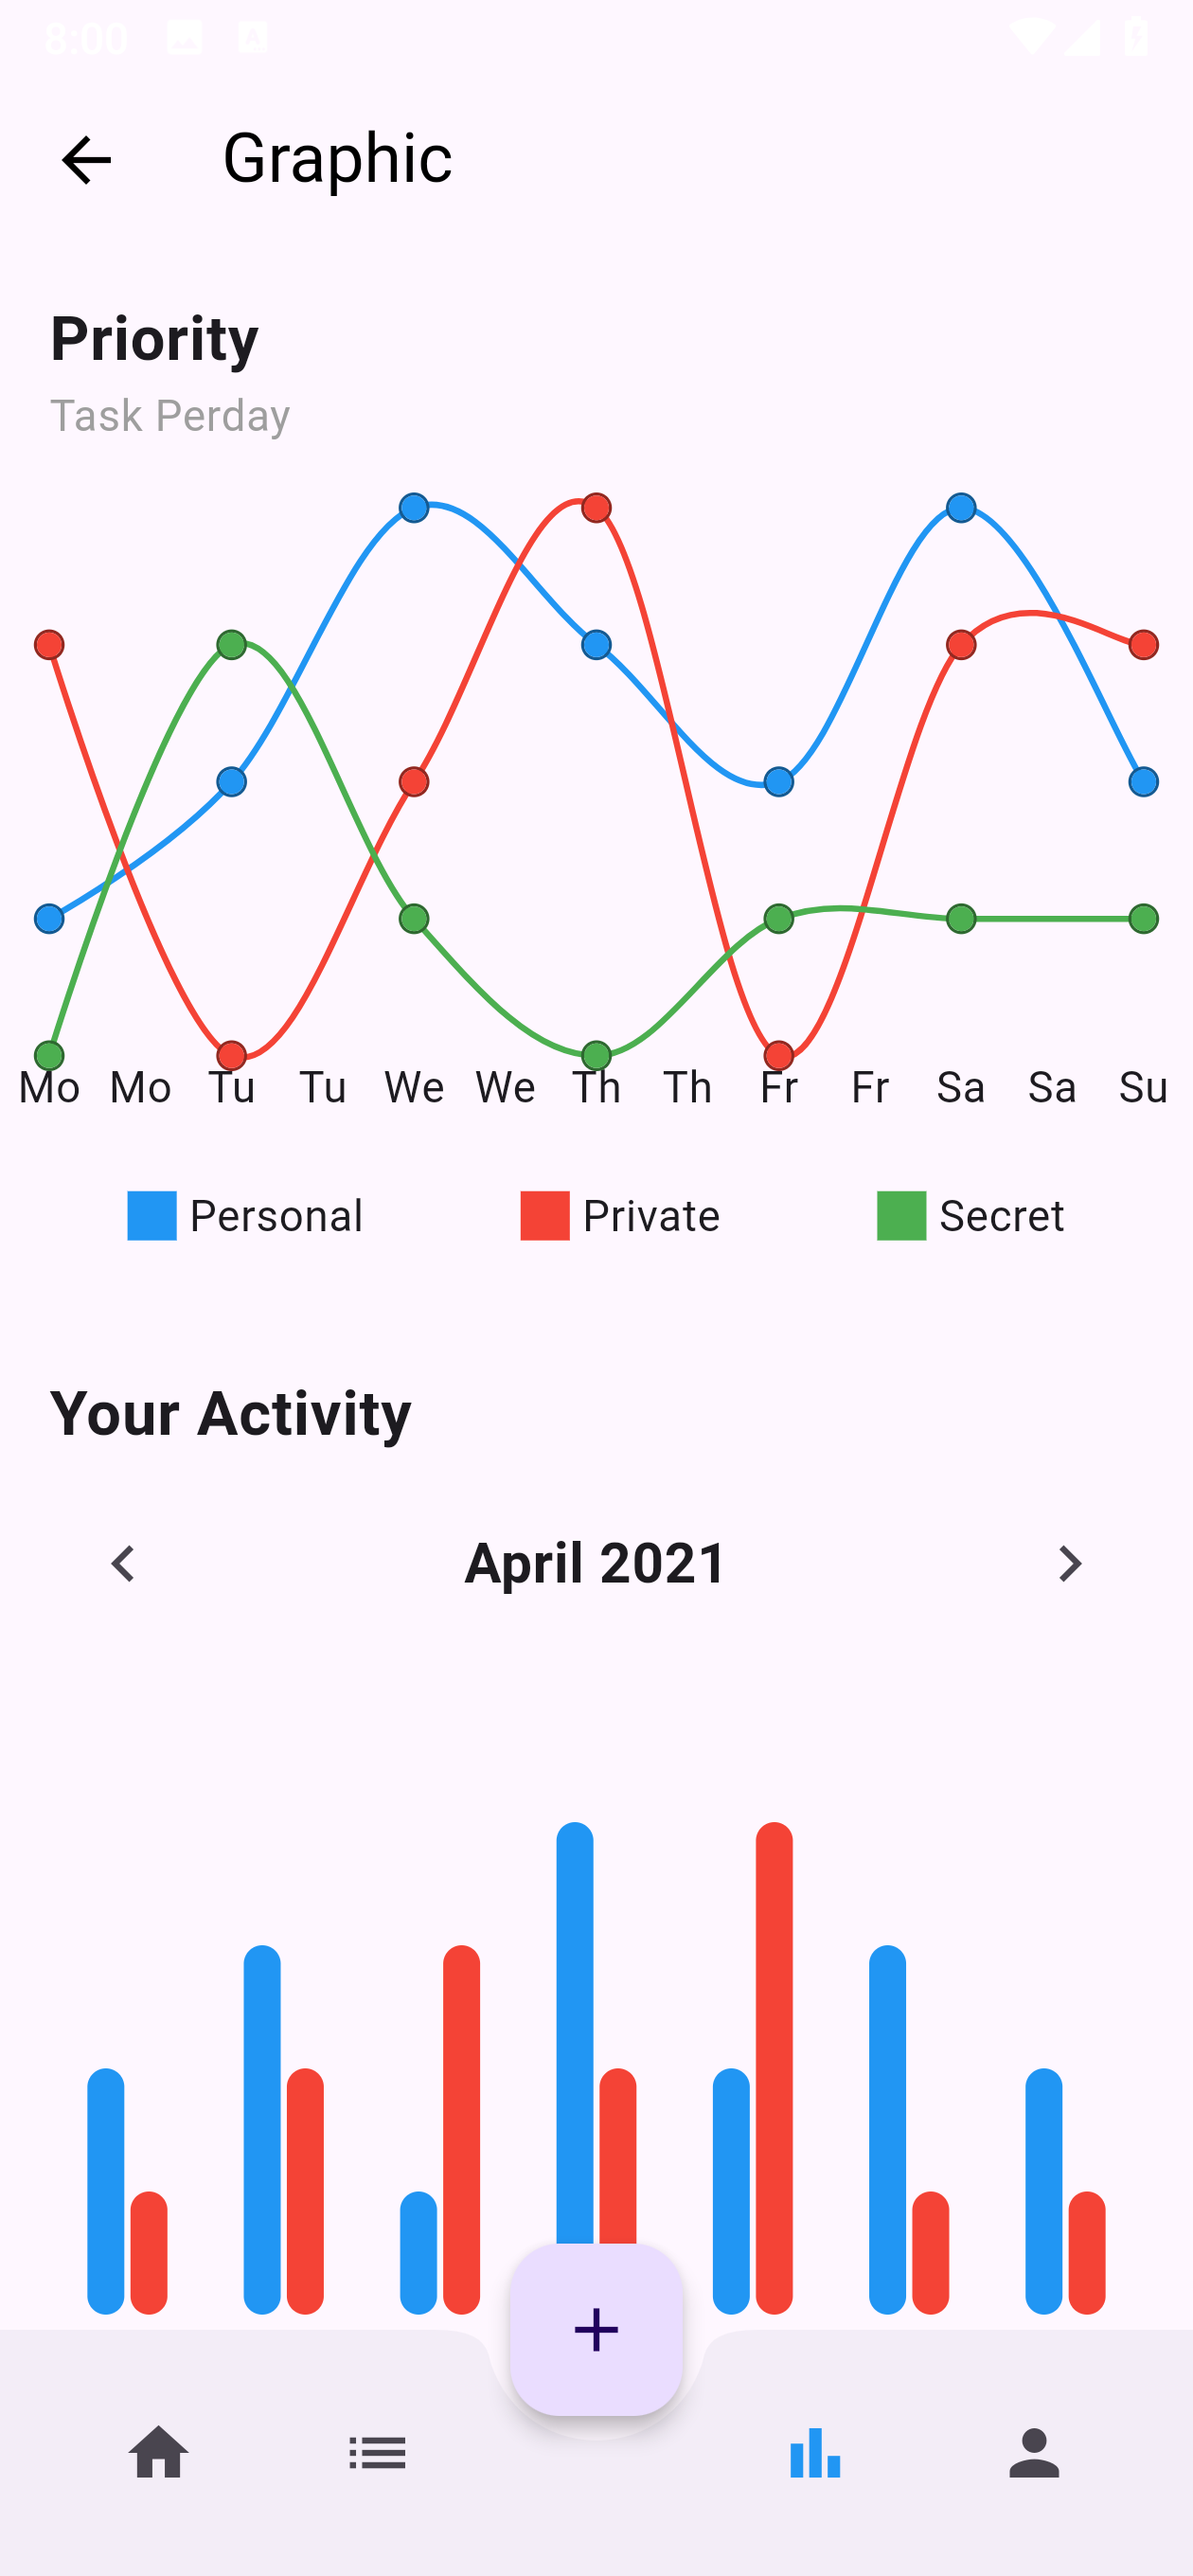 8:00
Graphic
Priority
Task Perday
Mo Mo Tu Tu We We Th Th Fr Fr Sa Sa Su
Personal Private Secret
Your Activity
April 2021